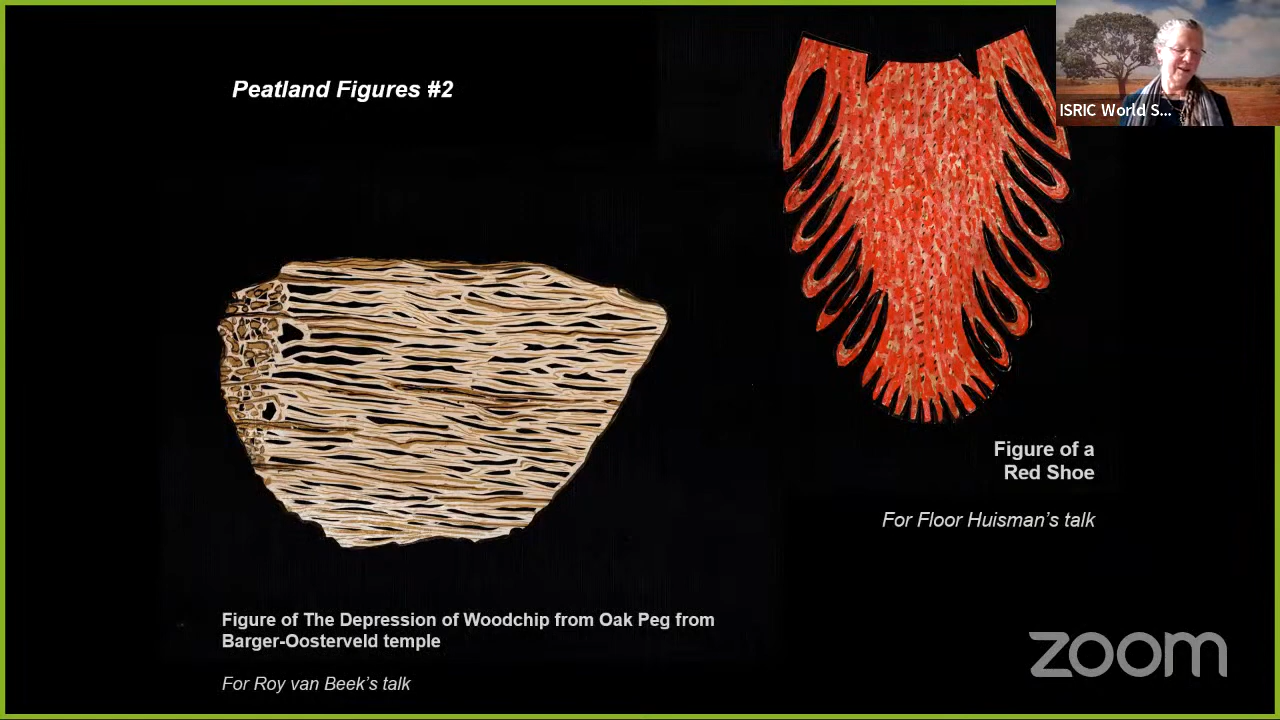 Peatland Figures #2
ISRIC World S...
Figure of a
Red Shoe
For Floor Huisman's talk
Figure of The Depression of Woodchip from Oak Peg from
Barger-Oosterveld temple
For Roy van Beek's talk
zoom